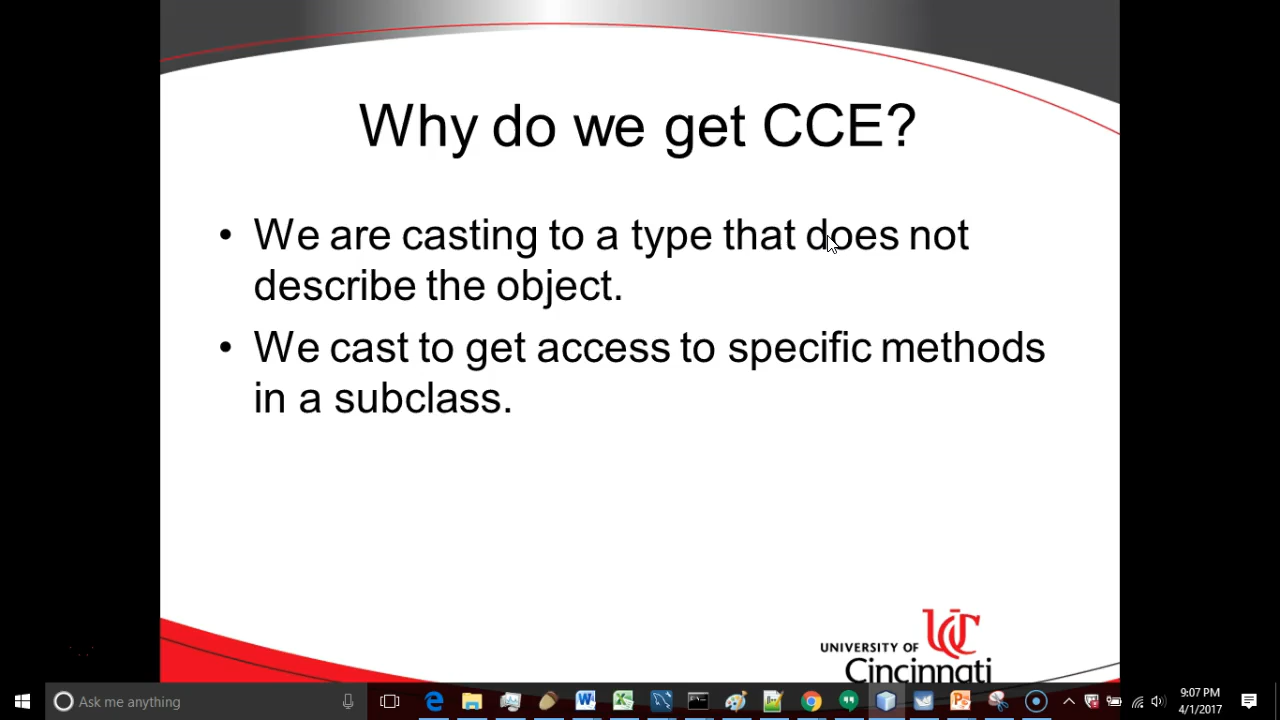 Why do we get CCE?
• We are casting to a type that does not
describe the object.
• We cast to get access to specific methods
in a subclass.
UNIVERSITY OF
Cincinnati
Ask me anything
9:07 PM
4/1/2017